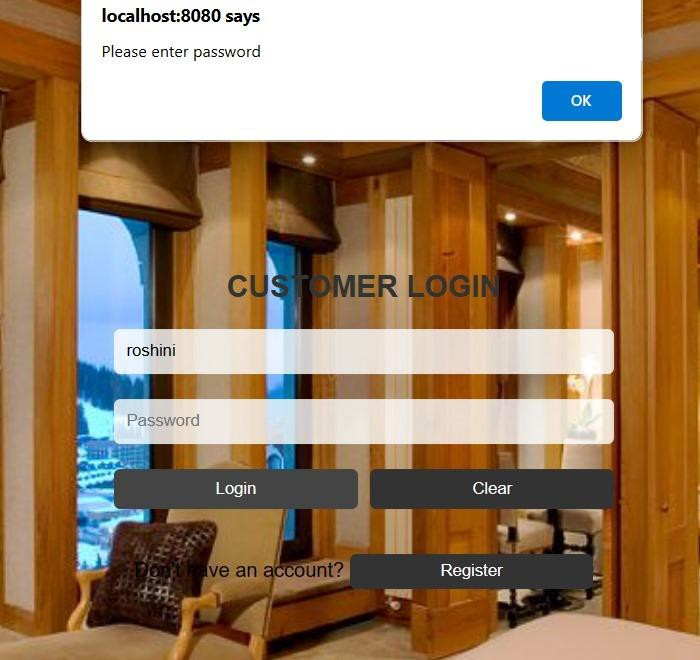 localhost:8080 says
Please enter password
OK
CUSTOMER LOGIN
roshini
Password
Login Clear
Don't have an account? Register